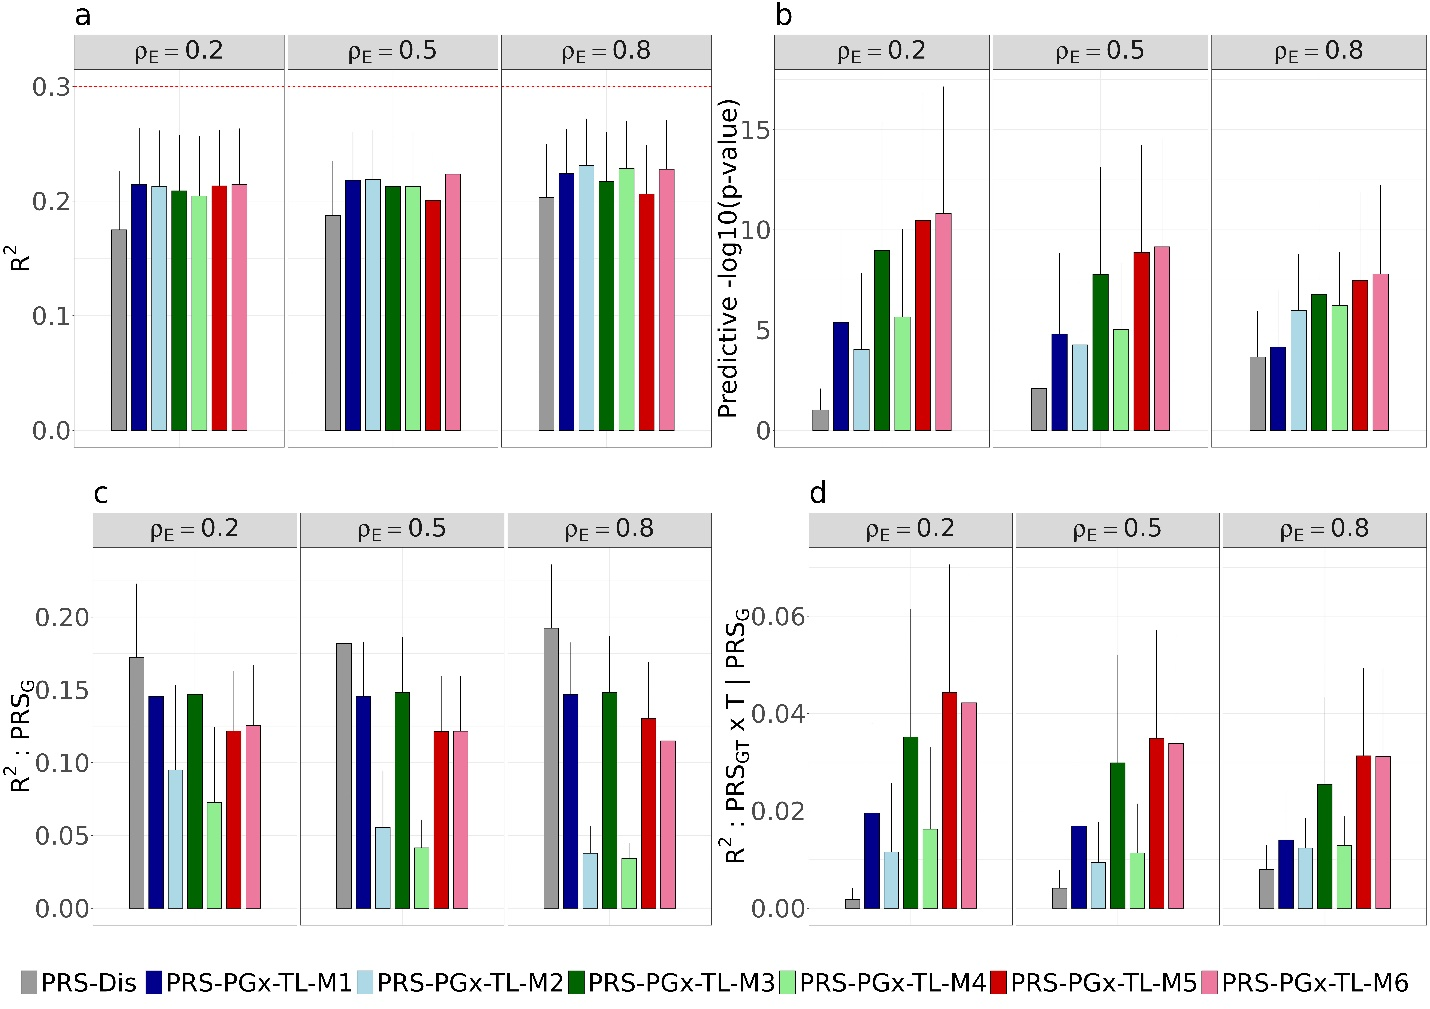 a
ρE = 0.2 ρE = 0.5 ρE = 0.8
R²
0.3
0.2
0.1
0.0
b
ρE = 0.2 ρE = 0.5 ρE = 0.8
Predictive -log10(p-value)
15
10
5
0
c
ρE = 0.2 ρE = 0.5 ρE = 0.8
R² : PRSG
0.20
0.15
0.10
0.05
0.00
d
ρE = 0.2 ρE = 0.5 ρE = 0.8
R² : PRSGT x T | PRSG
0.06
0.04
0.02
0.00
PRS-Dis PRS-PGx-TL-M1 PRS-PGx-TL-M2 PRS-PGx-TL-M3 PRS-PGx-TL-M4 PRS-PGx-TL-M5 PRS-PGx-TL-M6